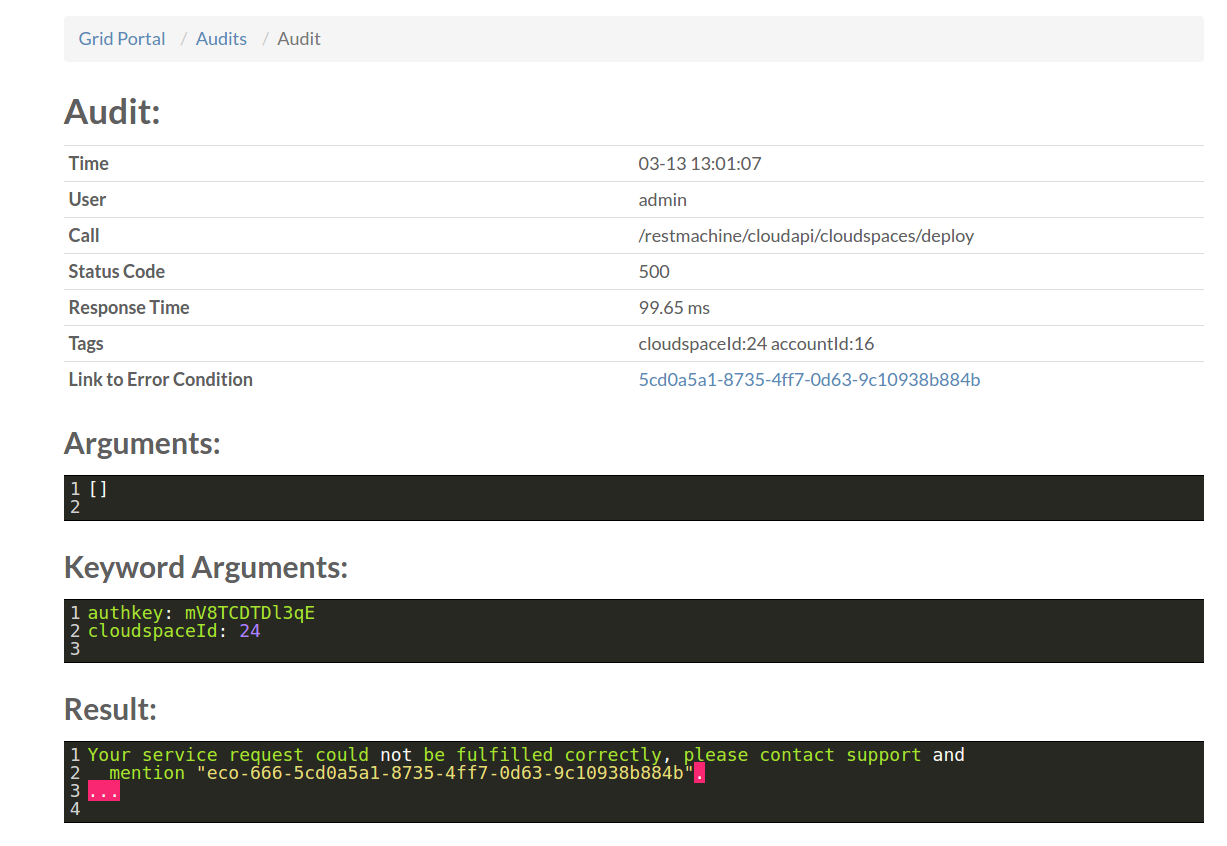 Grid Portal / Audits / Audit
Audit:
Time 03-13 13:01:07
User admin
Call /restmachine/cloudapi/cloudspaces/deploy
Status Code 500
Response Time 99.65 ms
Tags cloudspaceId:24 accountId:16
Link to Error Condition 5cd0a5a1-8735-4ff7-0d63-9c10938b884b
Arguments:
1 []
2
Keyword Arguments:
1 authkey: mV8TCDTDl3qE
2 cloudspaceId: 24
3
Result:
1 Your service request could not be fulfilled correctly, please contact support and
2 mention "eco-666-5cd0a5a1-8735-4ff7-0d63-9c10938b884b".
3 ...
4